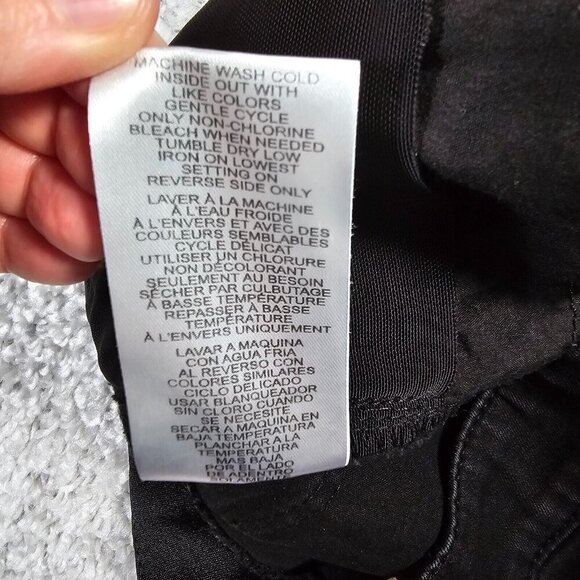 MACHINE WASH COLD
INSIDE OUT WITH
LIKE COLORS
GENTLE CYCLE
ONLY NON-CHLORINE
BLEACH WHEN NEEDED
TUMBLE DRY LOW
IRON ON LOWEST
SETTING ON
REVERSE SIDE ONLY
LAVER À LA MACHINE
À L'EAU FROIDE
À L'ENVERS ET AVEC DES
COULEURS SEMBLABLES
CYCLE DÉLICAT
UTILISER UN CHLORURE
NON DÉCOLORANT
SEULEMENT AU BESOIN
SÉCHER PAR CULBUTAGE
À BASSE TEMPÉRATURE
REPASSER À BASSE
TEMPÉRATURE
À L'ENVERS UNIQUEMENT
LAVAR A MAQUINA
CON AGUA FRIA
AL REVERSO CON
COLORES SIMILARES
CICLO DELICADO
USAR BLANQUEADOR
SIN CLORO CUANDO
SE NECESITE
SECAR A MAQUINA EN
BAJA TEMPERATURA
PLANCHAR A LA
TEMPERATURA
MAS BAJA
POR EL LADO
DE ADENTRO
SOLAMENTE